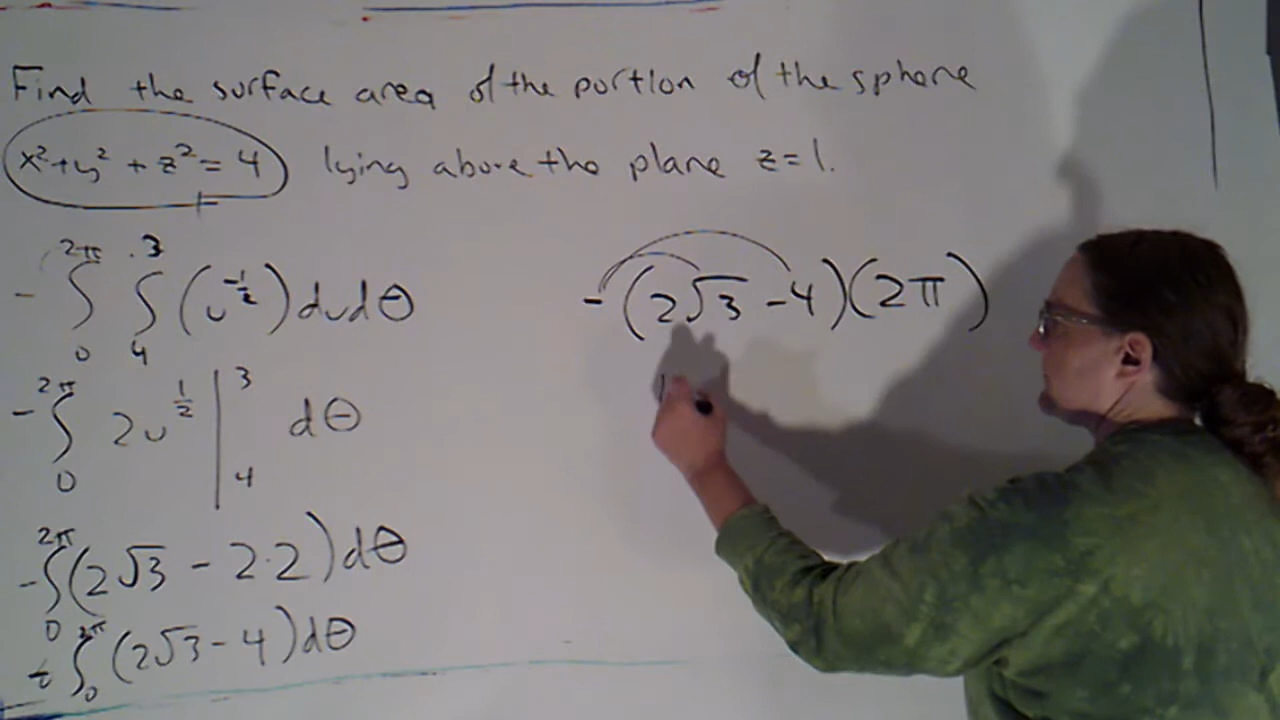 Find the surface area of the portion of the sphere
x²+y²+z²=4 lying above the plane z=1.
-∫₀^{2π} ∫₄^{3} (u^{-1/2}) du dθ
-∫₀^{2π} 2u^{1/2} |₄^{3} dθ
-∫₀^{2π} (2√3 - 2·2) dθ
∫₀^{2π} (2√3 - 4) dθ
-(2√3 - 4)(2π)